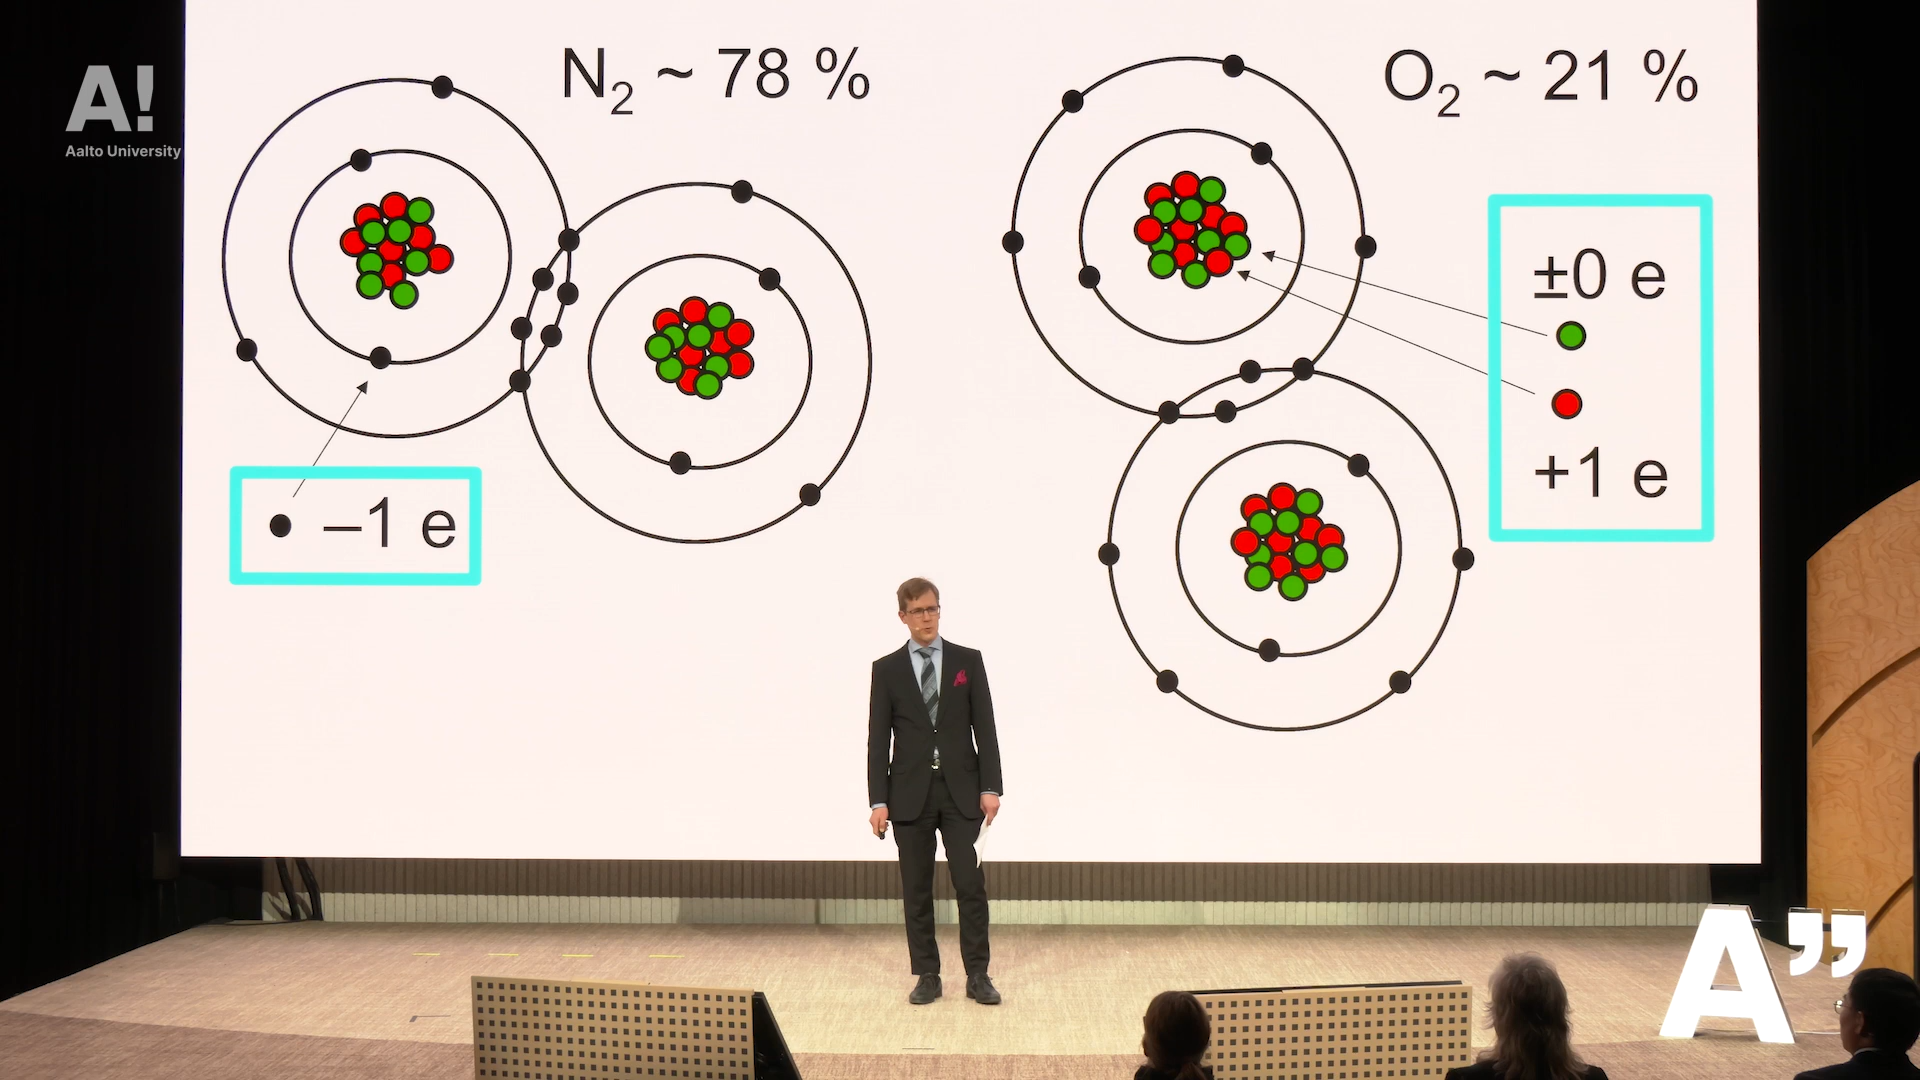 A!
Aalto University
N₂ ~ 78 %
O₂ ~ 21 %
±0 e
+1 e
–1 e
A”